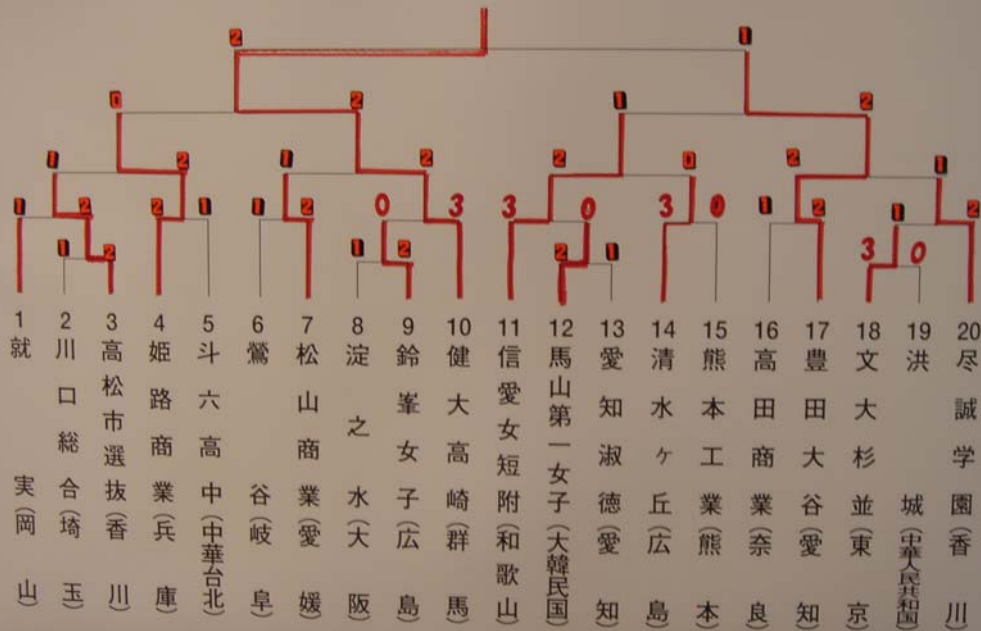 2 1
0 2 1 2
1 2 1 2 2 0 2 1
1 2 2 1 1 2 0 3 3 0 3 0 1 2 1 2
1 2 1 2 2 1 3 0
1 就実(岡山)
2 川口総合(埼玉)
3 高松市選抜(香川)
4 姫路商業(兵庫)
5 斗六高中(中華台北)
6 鶯谷(岐阜)
7 松山商業(愛媛)
8 淀之水(大阪)
9 鈴峯女子(広島)
10 健大高崎(群馬)
11 信愛女短附(和歌山)
12 馬山第一女子(大韓民国)
13 愛知淑徳(愛知)
14 清水ヶ丘(広島)
15 熊本工業(熊本)
16 高田商業(奈良)
17 豊田大谷(愛知)
18 文大杉並(東京)
19 洪城(中華人民共和国)
20 尽誠学園(香川)